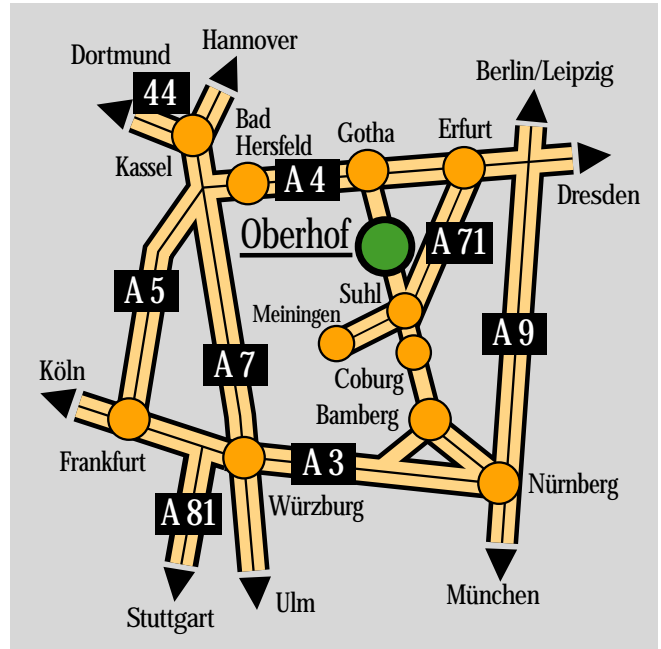 Hannover
Dortmund
44
Berlin/Leipzig
Bad
Hersfeld
Gotha
Erfurt
Kassel
A 4
Dresden
Oberhof
A 71
Suhl
A 5
Meiningen
A 9
A 7
Köln
Coburg
Bamberg
Frankfurt
A 3
Nürnberg
A 81
Würzburg
Stuttgart
Ulm
München